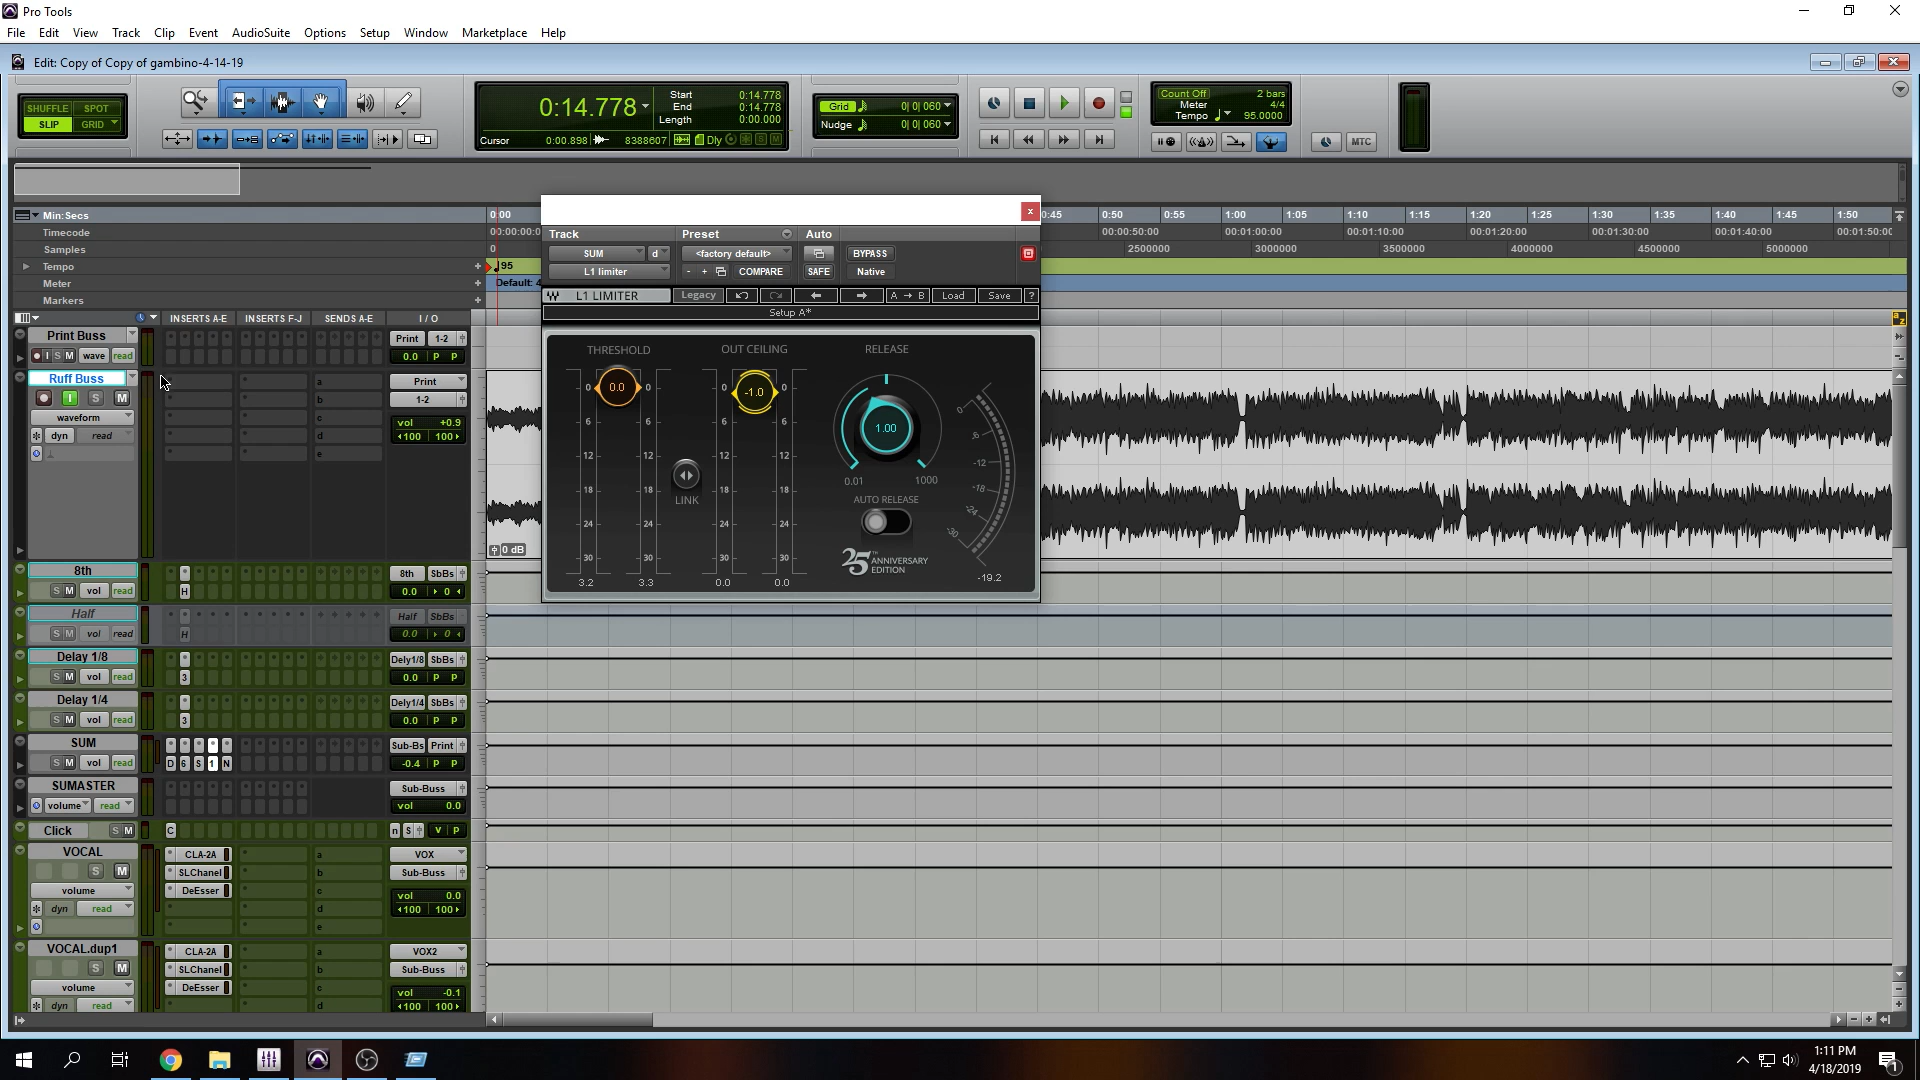 Pro Tools
File Edit View Track Clip Event AudioSuite Options Setup Window Marketplace Help
Edit: Copy of Copy of gambino-4-14-19
SHUFFLE SPOT
SLIP GRID
0:14.778
Start 0:14.778
End 0:14.778
Length 0:00.000
Cursor 0:00.898 8388607 Dly
Grid 0| 0| 060
Nudge 0| 0| 060
Count Off 2 bars
Meter 4/4
Tempo 95.0000
MTC
Min:Secs 0:00 0:45 0:50 0:55 1:00 1:05 1:10 1:15 1:20 1:25 1:30 1:35 1:40 1:45 1:50
Timecode 00:00:50:00 00:01:00:00 00:01:10:00 00:01:20:00 00:01:30:00 00:01:40:00
Samples 0 2500000 3000000 3500000 4000000 4500000 5000000
Tempo 95
Meter Default: 4
Markers
INSERTS A-E INSERTS F-J SENDS A-E I / O
Track Preset Auto
SUM d <factory default> BYPASS
L1 limiter - + COMPARE SAFE Native
L1 LIMITER Legacy A → B Load Save ?
Setup A*
THRESHOLD OUT CEILING RELEASE
0 0.0 0 0 -1.0 0
6 6 6 6
12 12 12 12
18 18 18 18
24 24 24 24
30 30 30 30
3.2 3.3 0.0 0.0
LINK
1.00
0.01 1000
AUTO RELEASE
25TH ANNIVERSARY EDITION
0
-6
-12
-18
-24
-30
-19.2
Print Buss Print 1-2
I S M wave read 0.0 P P
Ruff Buss a Print
I S M b 1-2
waveform c vol +0.9
dyn read d 100 100
e
0 dB
8th 8th SbBs
S M vol read H 0.0 0
Half Half SbBs
S M vol read H 0.0 0
Delay 1/8 Dely1/8 SbBs
S M vol read 3 0.0 P P
Delay 1/4 Dely1/4 SbBs
S M vol read 3 0.0 P P
SUM Sub-Bs Print
S M vol read D 6 S 1 N -0.4 P P
SUMASTER Sub-Buss
volume read vol 0.0
Click S M C n S V P
VOCAL CLA-2A a VOX
S M SLChanel b Sub-Buss
volume DeEsser c vol 0.0
dyn read d 100 100
e
VOCAL.dup1 CLA-2A a VOX2
S M SLChanel b Sub-Buss
volume DeEsser c vol -0.1
dyn read d 100 100
1:11 PM
4/18/2019
1